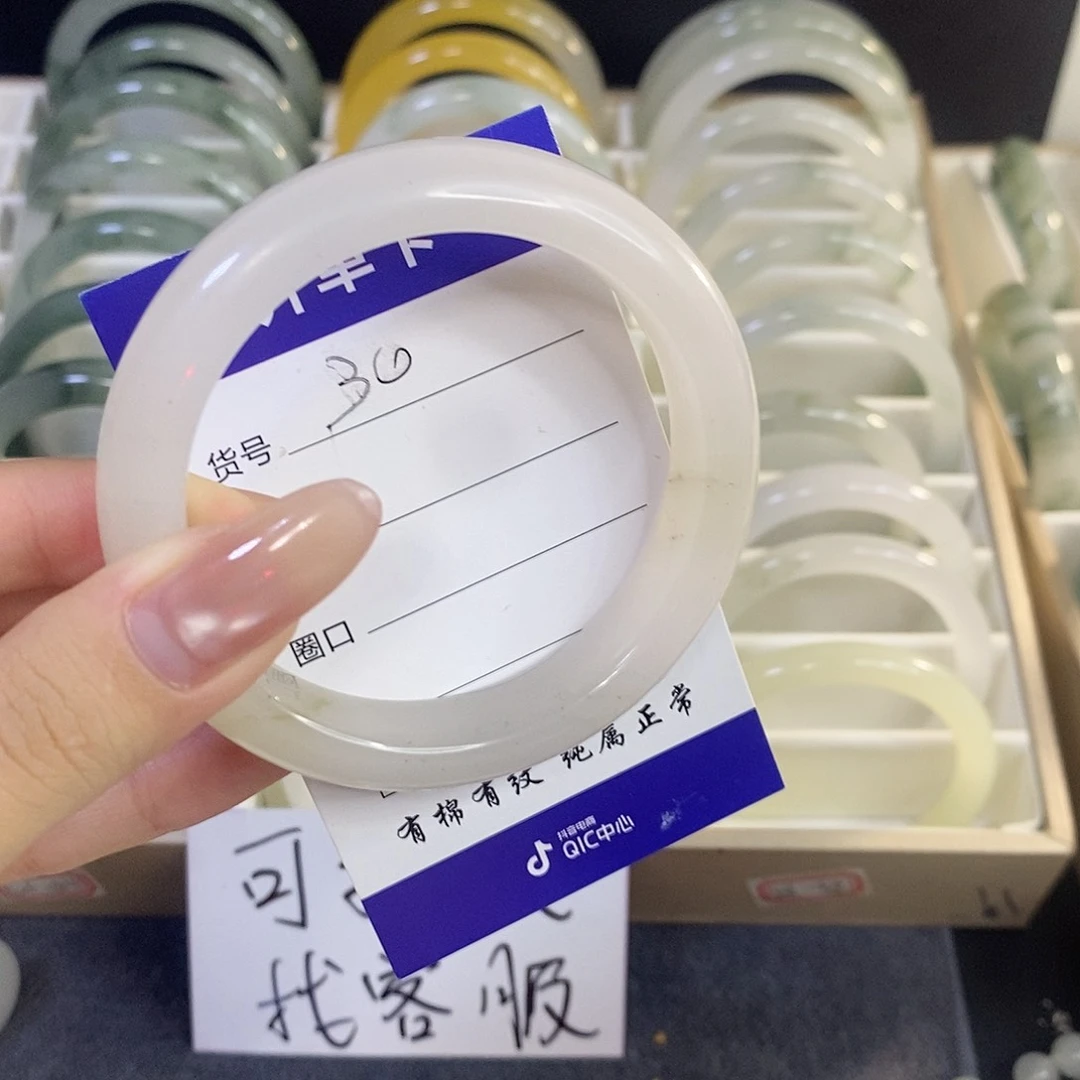 30
货号
圈口
有棉有纹 纯属正常
抖音电商
QIC中心
可
找客服
61